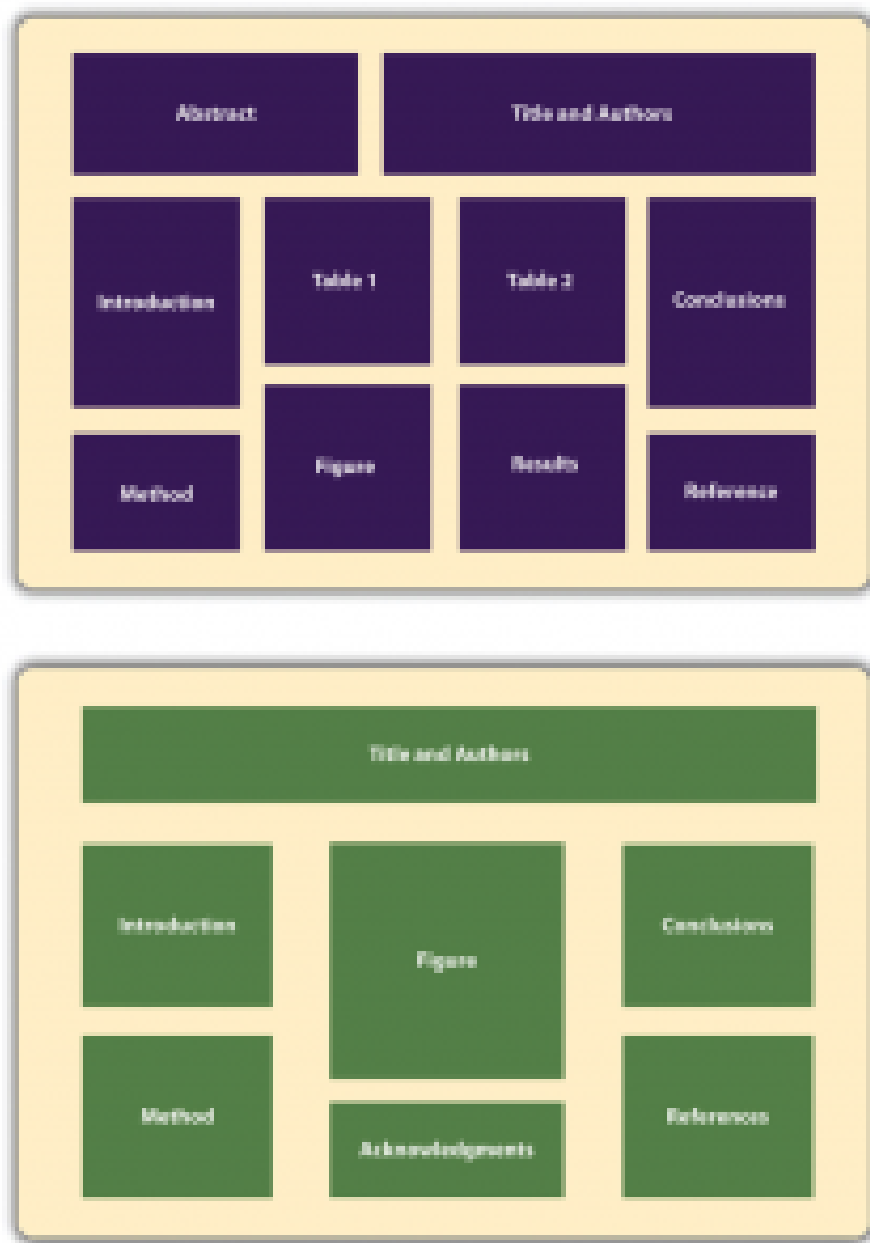 Abstract
Title and Authors
Introduction
Table 1
Table 2
Conclusions
Method
Figure
Results
Reference
Title and Authors
Introduction
Figure
Conclusions
Method
Acknowledgments
References